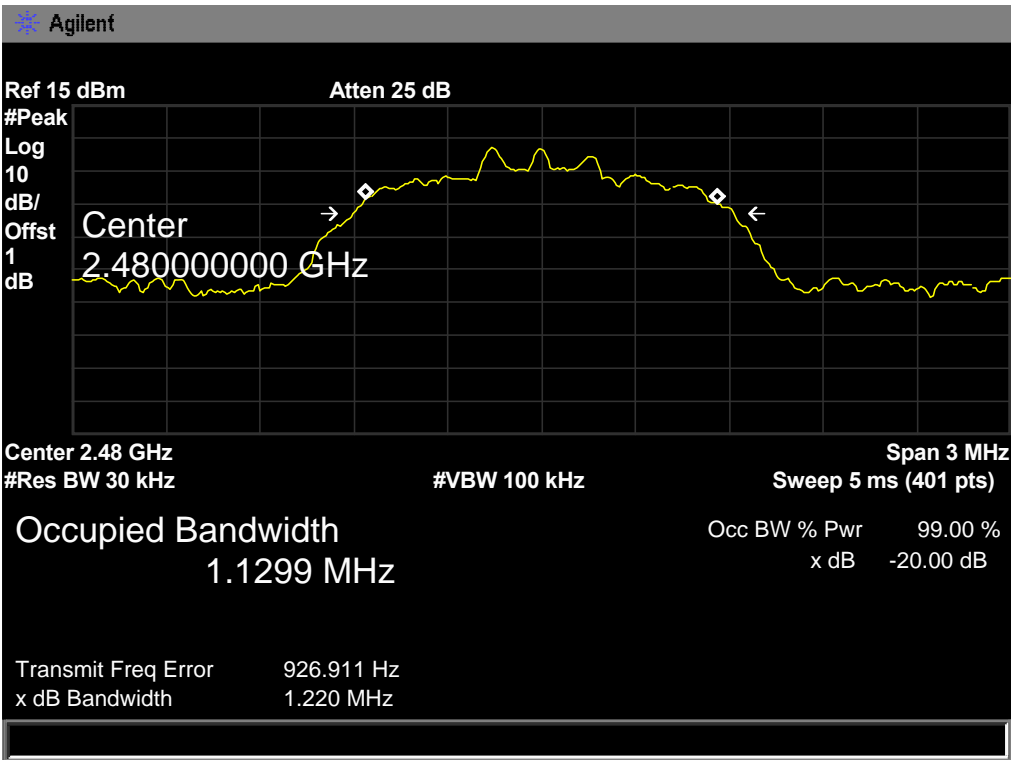 Agilent
Ref 15 dBm Atten 25 dB
#Peak
Log
10
dB/
Offst
1
dB
Center
2.480000000 GHz
Center 2.48 GHz Span 3 MHz
#Res BW 30 kHz #VBW 100 kHz Sweep 5 ms (401 pts)
Occupied Bandwidth Occ BW % Pwr 99.00 %
1.1299 MHz x dB -20.00 dB
Transmit Freq Error 926.911 Hz
x dB Bandwidth 1.220 MHz